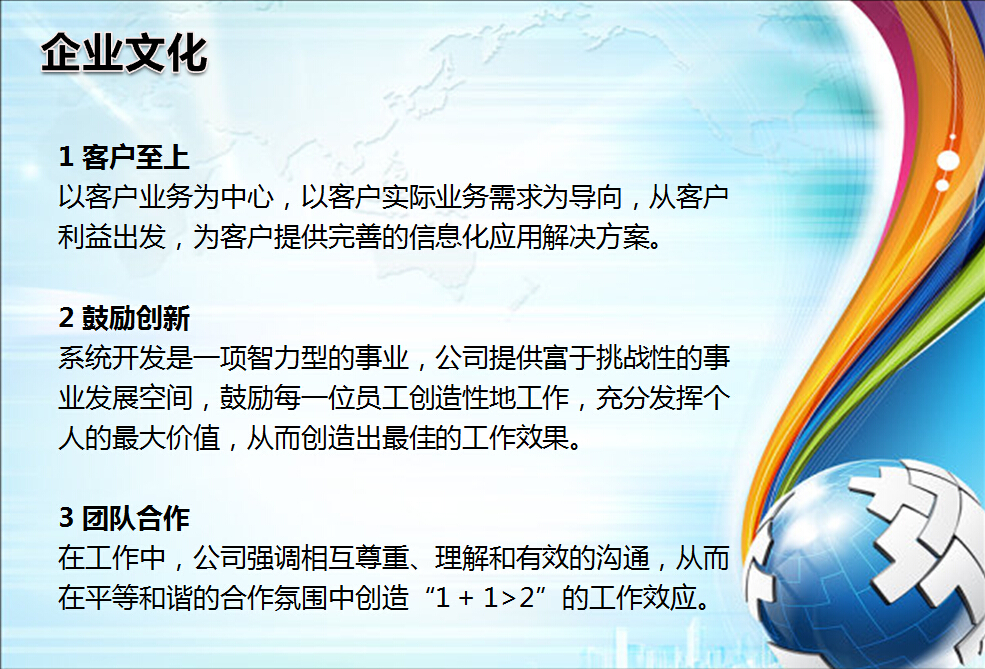 企业文化
1 客户至上
以客户业务为中心，以客户实际业务需求为导向，从客户
利益出发，为客户提供完善的信息化应用解决方案。
2 鼓励创新
系统开发是一项智力型的事业，公司提供富于挑战性的事
业发展空间，鼓励每一位员工创造性地工作，充分发挥个
人的最大价值，从而创造出最佳的工作效果。
3 团队合作
在工作中，公司强调相互尊重、理解和有效的沟通，从而
在平等和谐的合作氛围中创造“1 + 1>2”的工作效应。